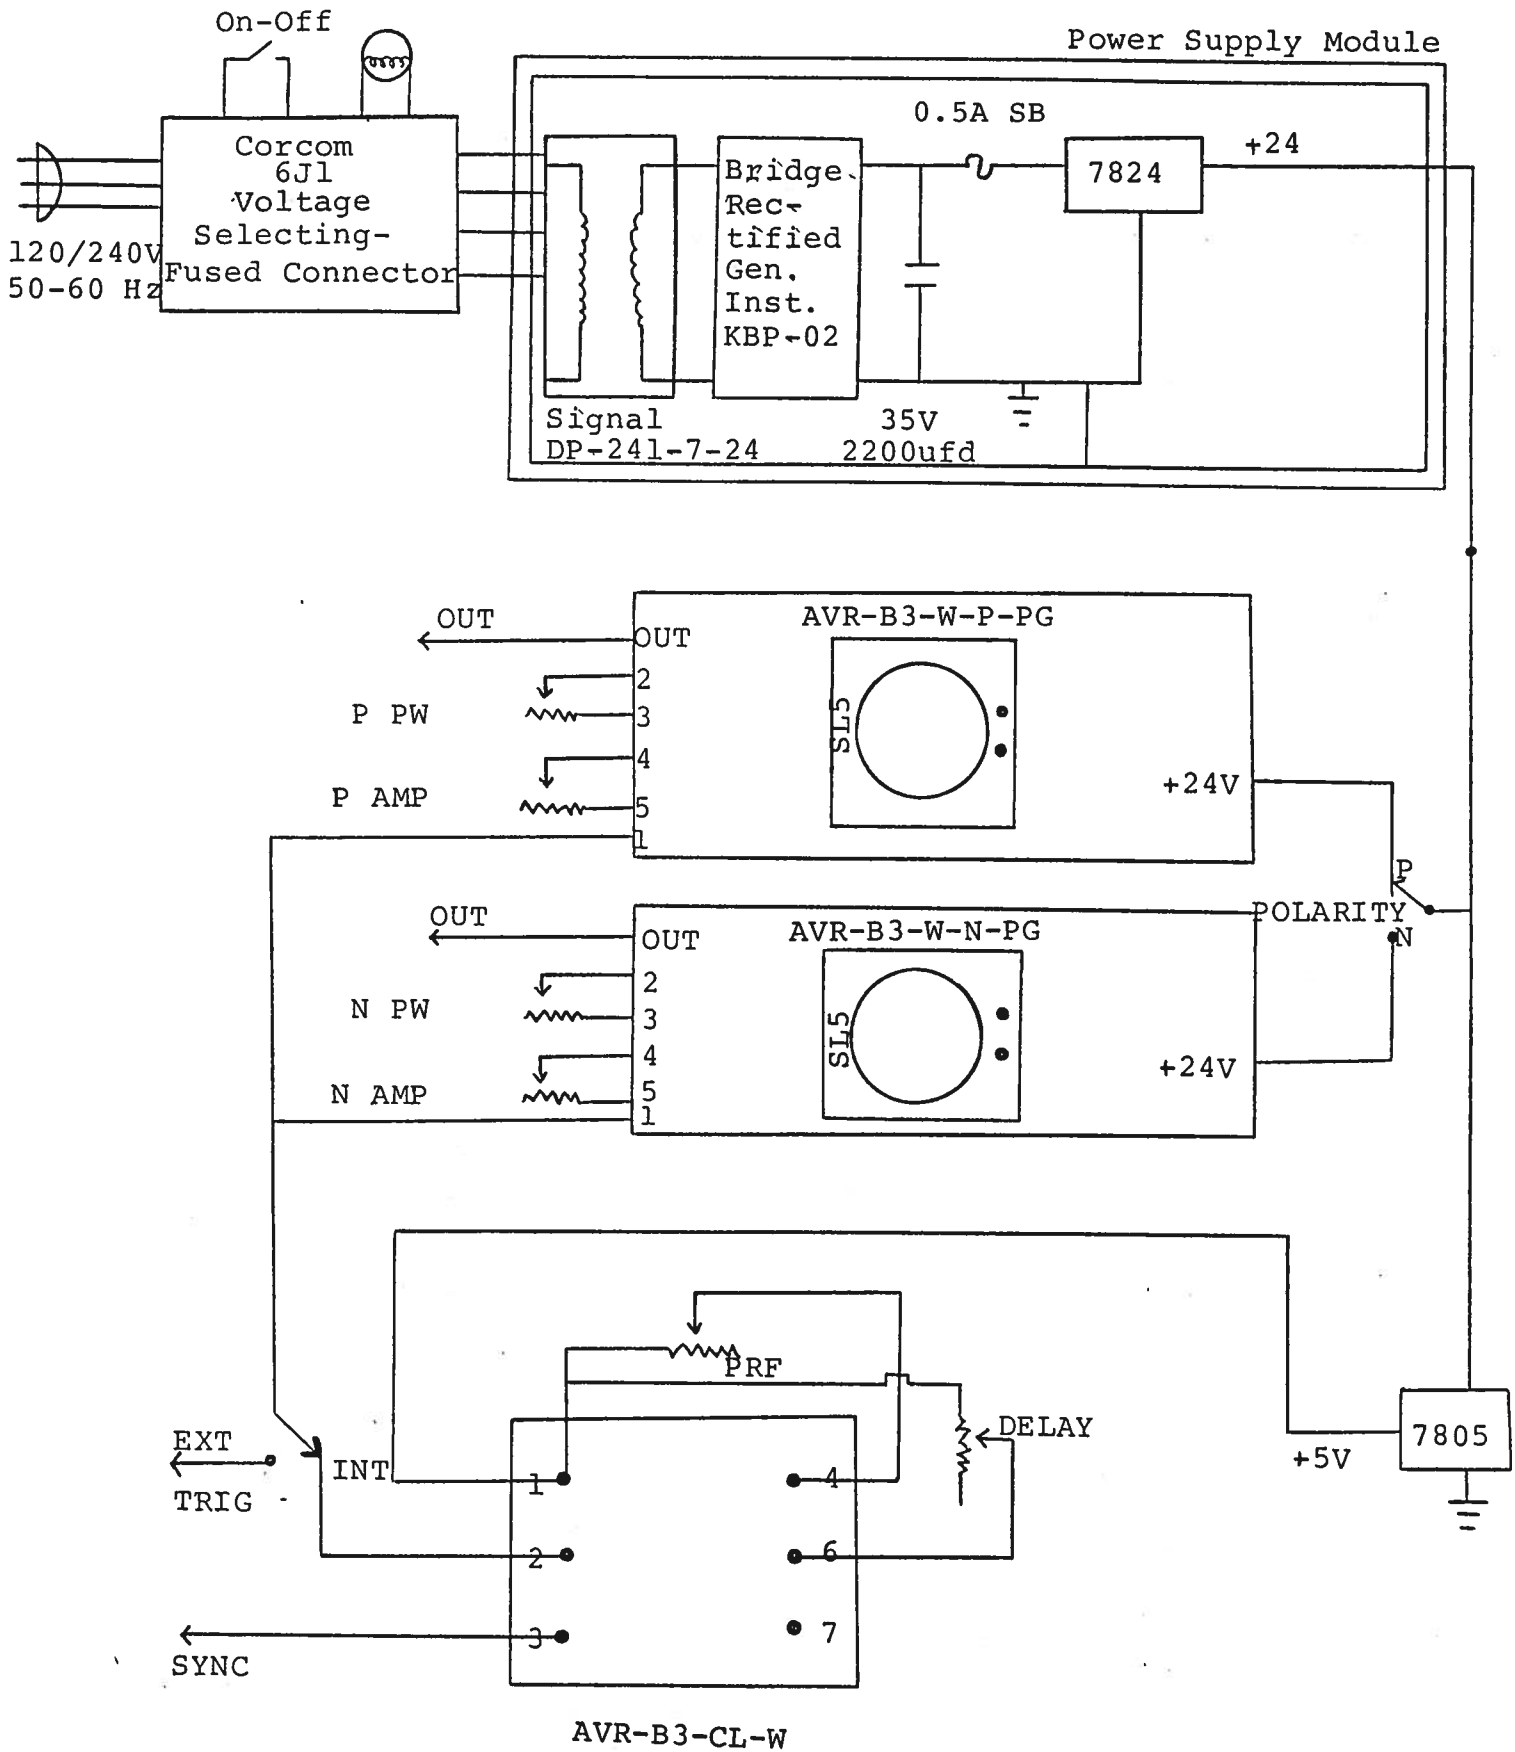 On-Off
Power Supply Module
0.5A SB
Corcom
6J1
Voltage
Selecting-
Fused Connector
120/240V
50-60 Hz
Bridge
Rec-
tified
Gen.
Inst.
KBP-02
7824
+24
Signal
DP-241-7-24
35V
2200ufd
AVR-B3-W-P-PG
OUT
OUT
2
P PW
3
SL5
4
P AMP
5
1
+24V
P
POLARITY
N
AVR-B3-W-N-PG
OUT
OUT
2
N PW
3
SL5
4
N AMP
5
1
+24V
PRF
DELAY
EXT
TRIG
INT
1
4
2
6
3
7
SYNC
+5V
7805
AVR-B3-CL-W